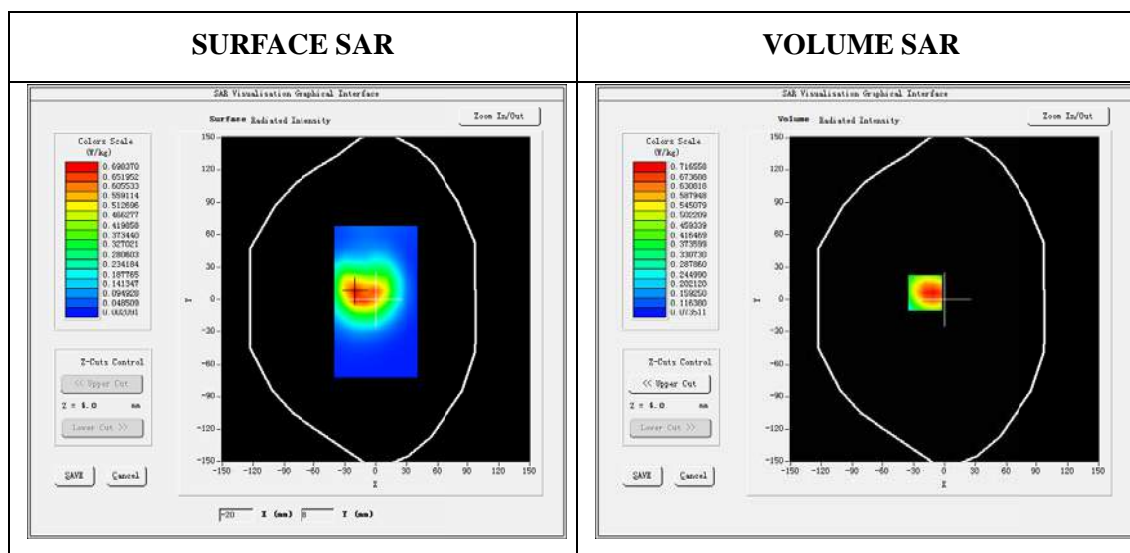 SURFACE SAR
VOLUME SAR
SAR Visualisation Graphical Interface
Surface Radiated Intensity
Zoom In/Out
Colors Scale
(W/kg)
0.698370
0.651952
0.605533
0.559114
0.512696
0.466277
0.419858
0.373440
0.327021
0.280603
0.234184
0.187765
0.141347
0.094928
0.048509
0.002091
Z-Cuts Control
<< Upper Cut
Z = 4.0 mm
Lower Cut >>
SAVE Cancel
150
120
90
60
30
0
-30
-60
-90
-120
-150
Y
-150 -120 -90 -60 -30 0 30 60 90 120 150
X
-20 X (mm) 8 Y (mm)
SAR Visualisation Graphical Interface
Volume Radiated Intensity
Zoom In/Out
Colors Scale
(W/kg)
0.716558
0.673688
0.630818
0.587948
0.545079
0.502209
0.459339
0.416469
0.373599
0.330730
0.287860
0.244990
0.202120
0.159250
0.116380
0.073511
Z-Cuts Control
<< Upper Cut
Z = 4.0 mm
Lower Cut >>
SAVE Cancel
150
120
90
60
30
0
-30
-60
-90
-120
-150
Y
-150 -120 -90 -60 -30 0 30 60 90 120 150
X